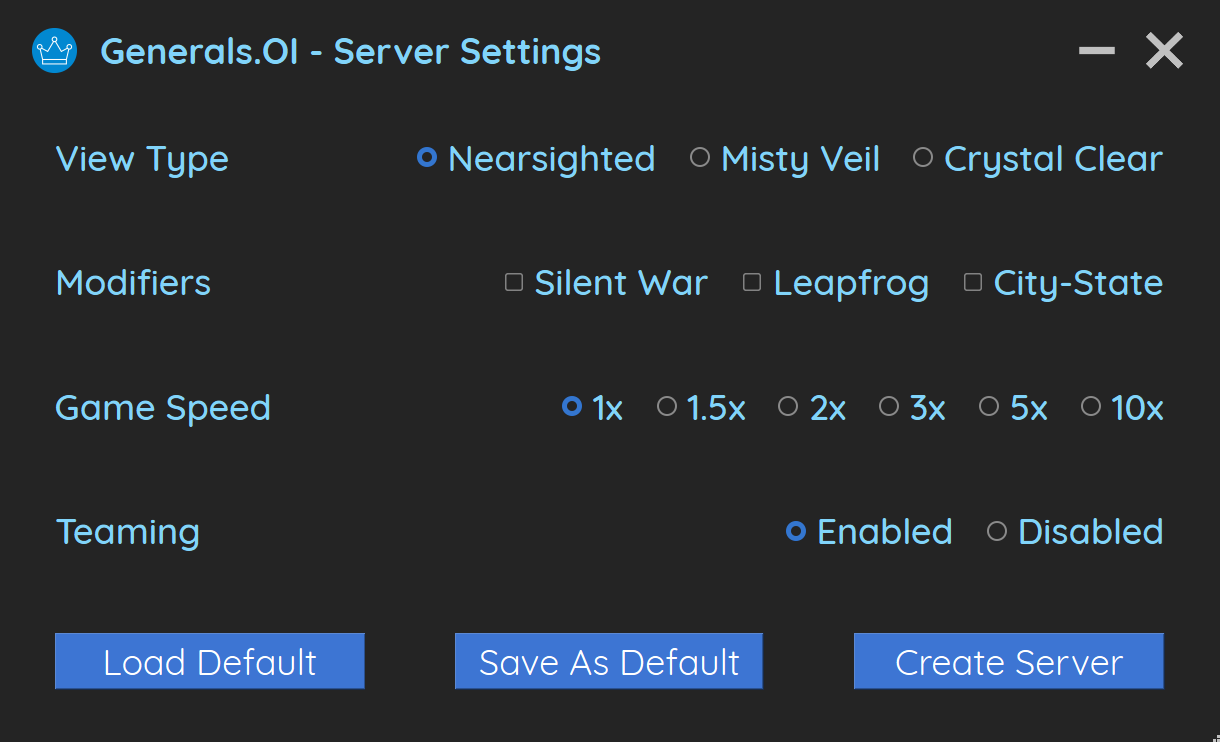 Generals.OI - Server Settings
View Type Nearsighted Misty Veil Crystal Clear
Modifiers Silent War Leapfrog City-State
Game Speed 1x 1.5x 2x 3x 5x 10x
Teaming Enabled Disabled
Load Default Save As Default Create Server